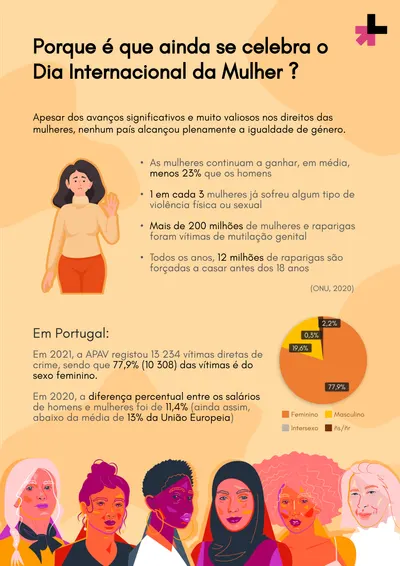 Porque é que ainda se celebra o
Dia Internacional da Mulher ?
Apesar dos avanços significativos e muito valiosos nos direitos das
mulheres, nenhum país alcançou plenamente a igualdade de género.
• As mulheres continuam a ganhar, em média,
menos 23% que os homens
• 1 em cada 3 mulheres já sofreu algum tipo de
violência física ou sexual
• Mais de 200 milhões de mulheres e raparigas
foram vítimas de mutilação genital
• Todos os anos, 12 milhões de raparigas são
forçadas a casar antes dos 18 anos
(ONU, 2020)
Em Portugal:
Em 2021, a APAV registou 13 234 vítimas diretas de
crime, sendo que 77,9% (10 308) das vítimas é do
sexo feminino.
Em 2020, a diferença percentual entre os salários
de homens e mulheres foi de 11,4% (ainda assim,
abaixo da média de 13% da União Europeia)
2,2%
0,3%
19,6%
77,9%
Feminino
Masculino
Intersexo
Ns/Nr